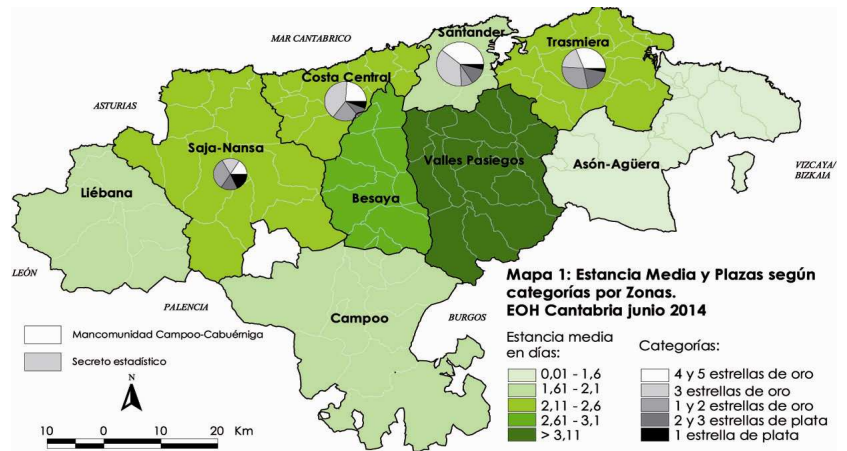 MAR CANTABRICO
Santander
Trasmiera
Costa Central
ASTURIAS
Saja-Nansa
Valles Pasiegos
Asón-Agüera
VIZCAYA/
BIZKAIA
Liébana
Besaya
LEÓN
PALENCIA
Campoo
BURGOS
Mapa 1: Estancia Media y Plazas según
categorías por Zonas.
EOH Cantabria junio 2014
Mancomunidad Campoo-Cabuérniga
Secreto estadístico
N
10 0 10 20 Km
Estancia media
en días:
0,01 - 1,6
1,61 - 2,1
2,11 - 2,6
2,61 - 3,1
> 3,11
Categorías:
4 y 5 estrellas de oro
3 estrellas de oro
1 y 2 estrellas de oro
2 y 3 estrellas de plata
1 estrella de plata